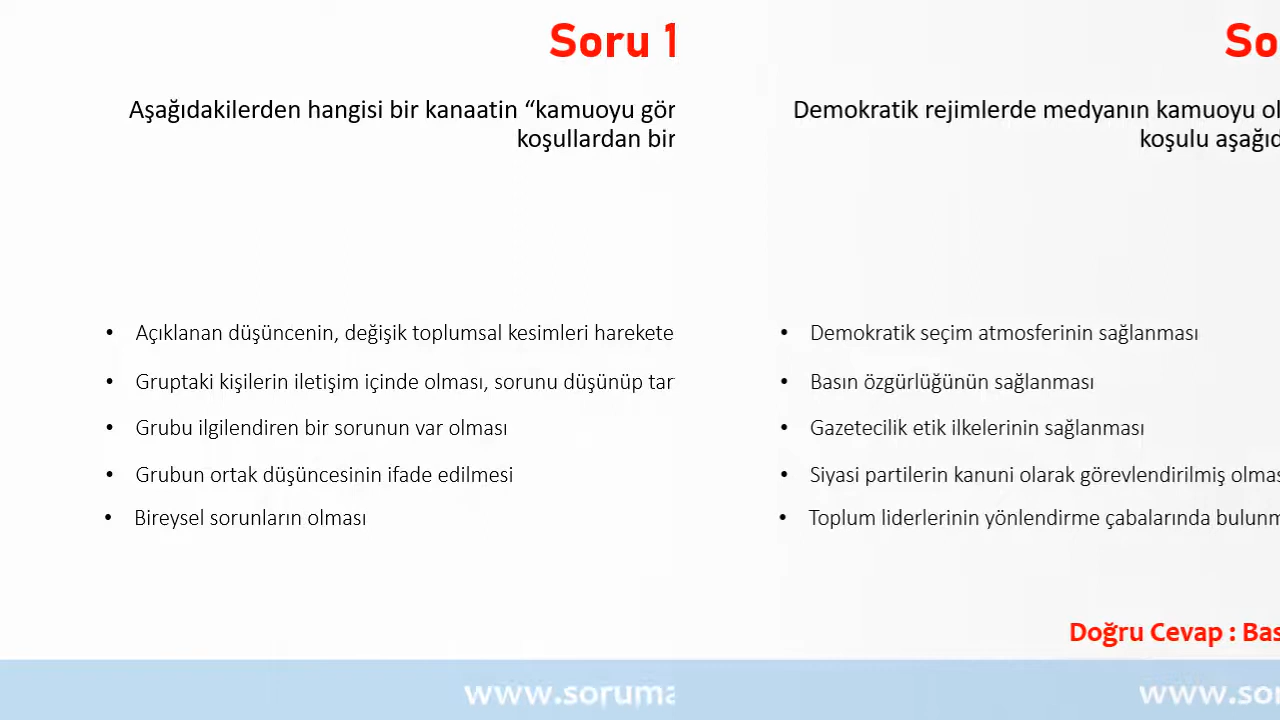 Soru 1
Aşağıdakilerden hangisi bir kanaatin “kamuoyu gör
koşullardan bir
• Açıklanan düşüncenin, değişik toplumsal kesimleri harekete
• Gruptaki kişilerin iletişim içinde olması, sorunu düşünüp tar
• Grubu ilgilendiren bir sorunun var olması
• Grubun ortak düşüncesinin ifade edilmesi
• Bireysel sorunların olması
www.soruma
So
Demokratik rejimlerde medyanın kamuoyu ol
koşulu aşağıd
• Demokratik seçim atmosferinin sağlanması
• Basın özgürlüğünün sağlanması
• Gazetecilik etik ilkelerinin sağlanması
• Siyasi partilerin kanuni olarak görevlendirilmiş olmas
• Toplum liderlerinin yönlendirme çabalarında bulunm
Doğru Cevap : Bas
www.sor